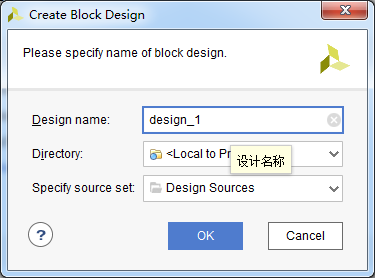 Create Block Design
Please specify name of block design.
Design name: design_1
Directory: <Local to Pr
设计名称
Specify source set: Design Sources
?
OK Cancel